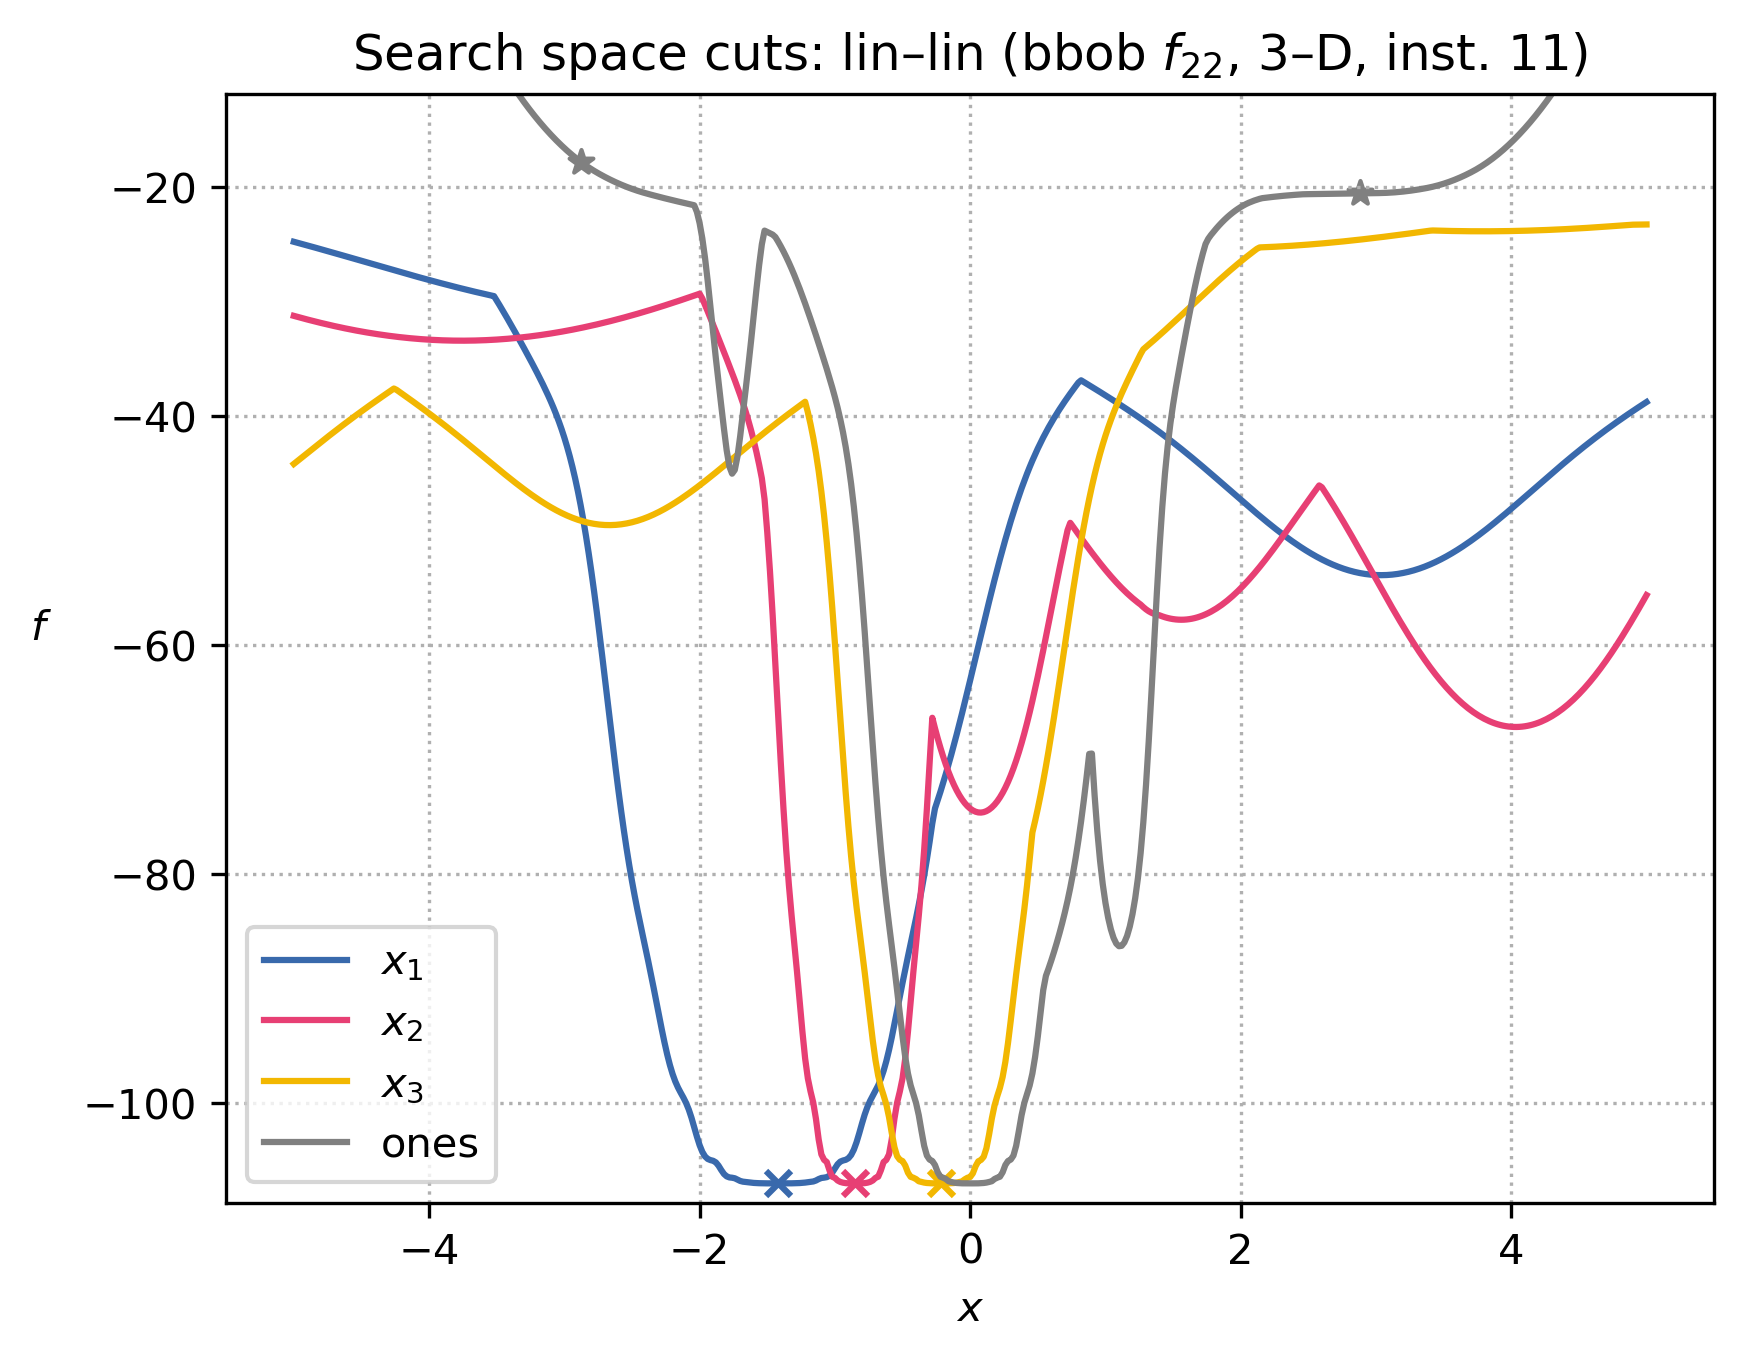 Search space cuts: lin–lin (bbob f22, 3–D, inst. 11)
−20
−40
−60
−80
−100
f
x1
x2
x3
ones
−4
−2
0
2
4
x